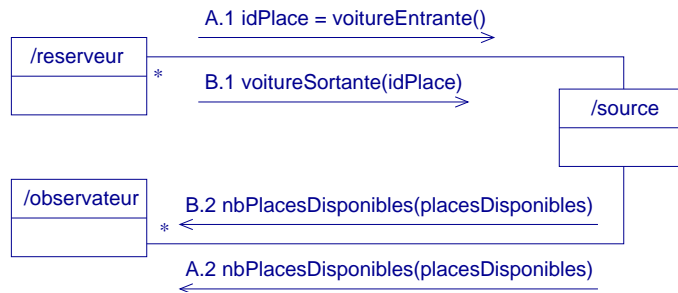 A.1 idPlace = voitureEntrante()
/reserveur
*
B.1 voitureSortante(idPlace)
/source
/observateur
*
B.2 nbPlacesDisponibles(placesDisponibles)
A.2 nbPlacesDisponibles(placesDisponibles)